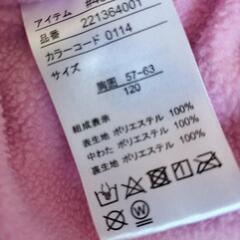 アイテム
品番 221364001
カラーコード 0114
サイズ
胸囲 57-63
120
組成表示
表生地 ポリエステル 100%
中わた ポリエステル 100%
表生地 ポリエステル 100%
W